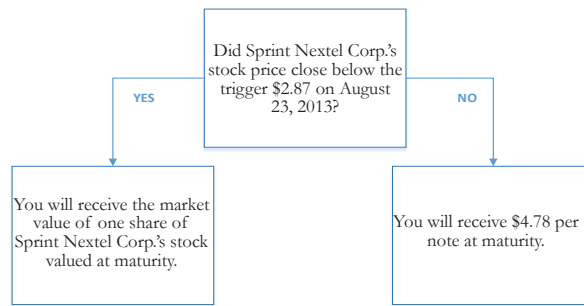 Did Sprint Nextel Corp.'s
stock price close below the
trigger $2.87 on August
23, 2013?
YES
NO
You will receive the market
value of one share of
Sprint Nextel Corp.'s stock
valued at maturity.
You will receive $4.78 per
note at maturity.